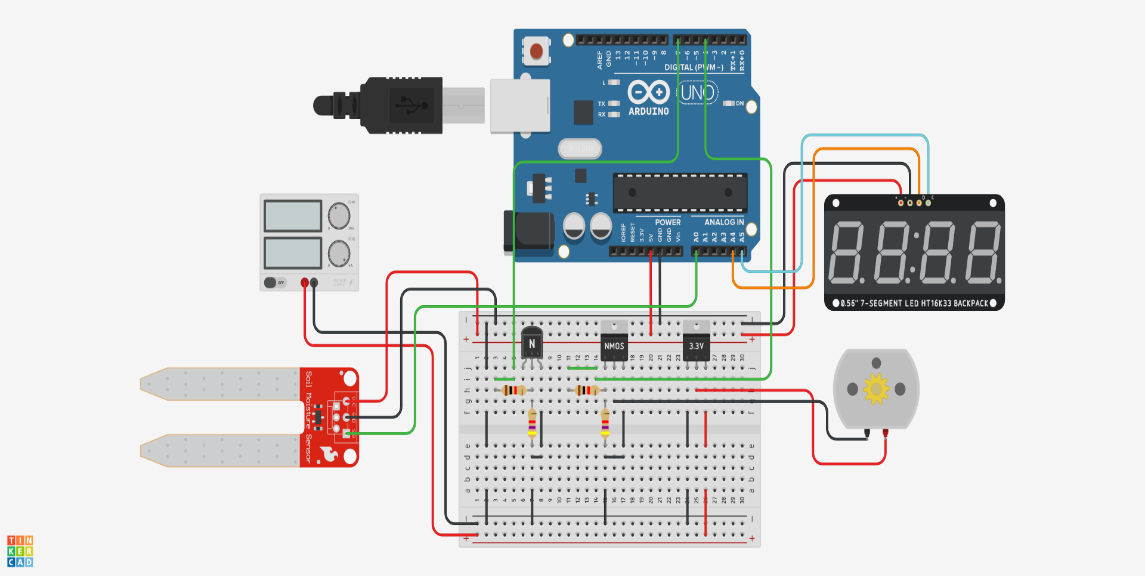 AREF
GND
13
12
~11
~10
~9
8
7
~6
~5
4
~3
2
TX→1
RX←0
DIGITAL (PWM~)
L
TX
RX
ARDUINO
UNO
ON
IOREF
RESET
3.3V
5V
GND
GND
Vin
POWER
ANALOG IN
A0
A1
A2
A3
A4
A5
OFF
0.56" 7-SEGMENT LED HT16K33 BACKPACK
Soil Moisture Sensor
N
NMOS
3.3V
j
i
h
g
f
e
d
c
b
a
TIN
KER
CAD